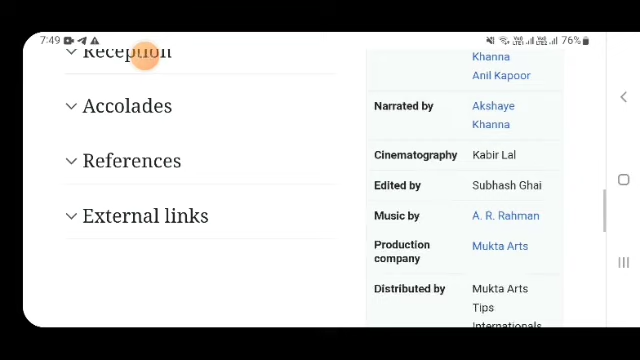 7:49
76%
Reception
Accolades
References
External links
Khanna
Anil Kapoor
Narrated by Akshaye
Khanna
Cinematography Kabir Lal
Edited by Subhash Ghai
Music by A. R. Rahman
Production Mukta Arts
company
Distributed by Mukta Arts
Tips
Internationals